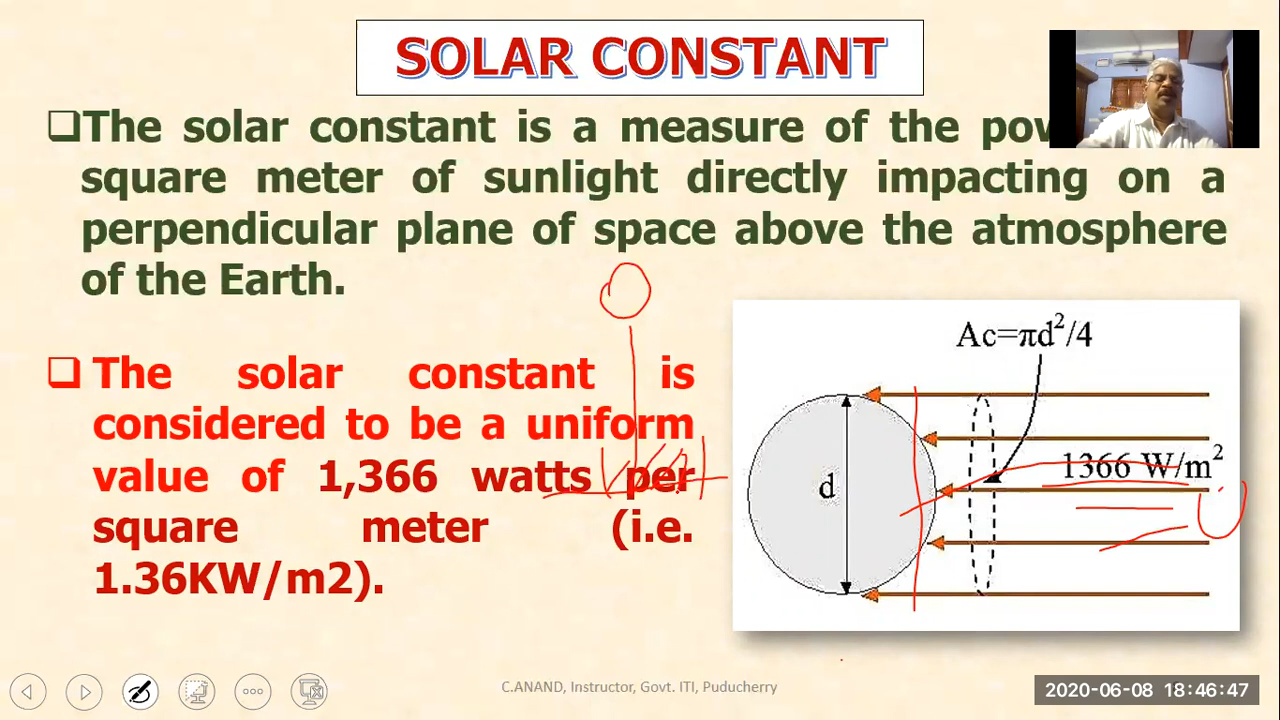 SOLAR CONSTANT
❑The solar constant is a measure of the
square meter of sunlight directly impacting on a
perpendicular plane of space above the atmosphere
of the Earth.
❑ The solar constant is
considered to be a uniform
value of 1,366 watts per
square meter (i.e.
1.36KW/m2).
Ac=πd²/4
1366 W/m²
d
C.ANAND, Instructor, Govt. ITI, Puducherry
2020-06-08 18:46:47